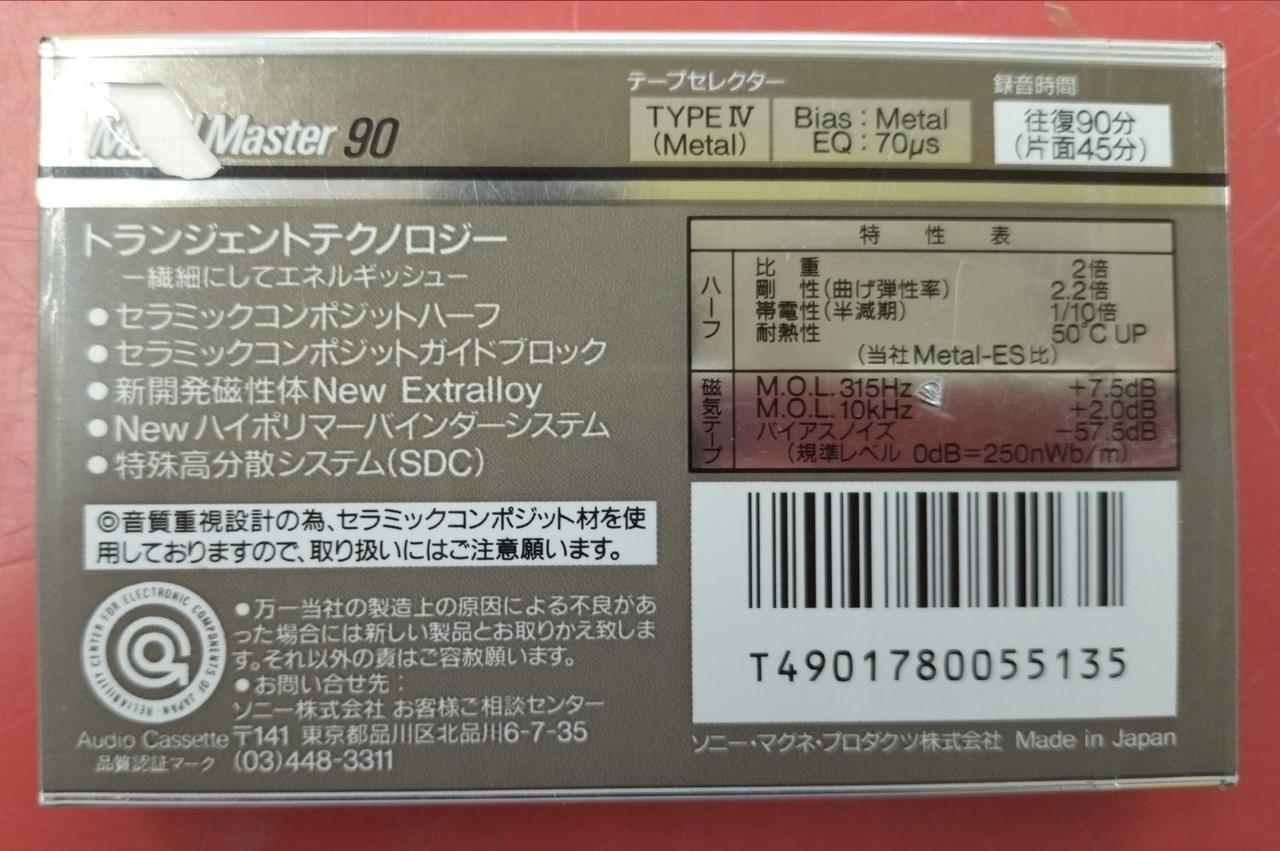 Master 90
テープセレクター
TYPE Ⅳ
(Metal)
Bias : Metal
EQ : 70µs
録音時間
往復90分
(片面45分)
トランジェントテクノロジー
—繊細にしてエネルギッシュ—
●セラミックコンポジットハーフ
●セラミックコンポジットガイドブロック
●新開発磁性体New Extralloy
●Newハイポリマーバインダーシステム
●特殊高分散システム(SDC)
◎音質重視設計の為、セラミックコンポジット材を使
用しておりますので、取り扱いにはご注意願います。
CENTER FOR ELECTRONIC COMPONENTS OF JAPAN · RELIABILITY
Audio Cassette
品質認証マーク
●万一当社の製造上の原因による不良があ
った場合には新しい製品とお取りかえ致しま
す。それ以外の責はご容赦願います。
●お問い合せ先:
ソニー株式会社 お客様ご相談センター
〒141 東京都品川区北品川6-7-35
(03)448-3311
特性表
ハーフ
比重 2倍
剛性(曲げ弾性率) 2.2倍
帯電性(半減期) 1/10倍
耐熱性 50°C UP
(当社Metal-ES比)
磁気テープ
M.O.L. 315Hz +7.5dB
M.O.L. 10kHz +2.0dB
バイアスノイズ −57.5dB
(規準レベル 0dB=250nWb/m)
T4901780055135
ソニー・マグネ・プロダクツ株式会社 Made in Japan